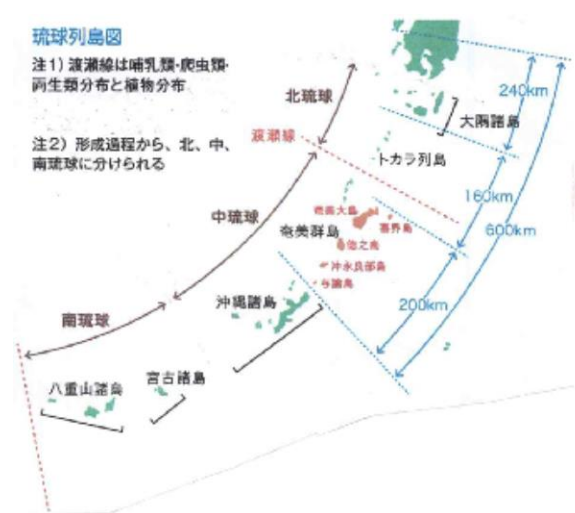 琉球列島図
注1）渡瀬線は哺乳類・爬虫類・
両生類分布と植物分布
注2）形成過程から、北、中、
南琉球に分けられる
北琉球
渡瀬線
中琉球
南琉球
大隅諸島
トカラ列島
240km
160km
600km
200km
奄美大島
喜界島
奄美群島
徳之島
沖永良部島
与論島
沖縄諸島
宮古諸島
八重山諸島